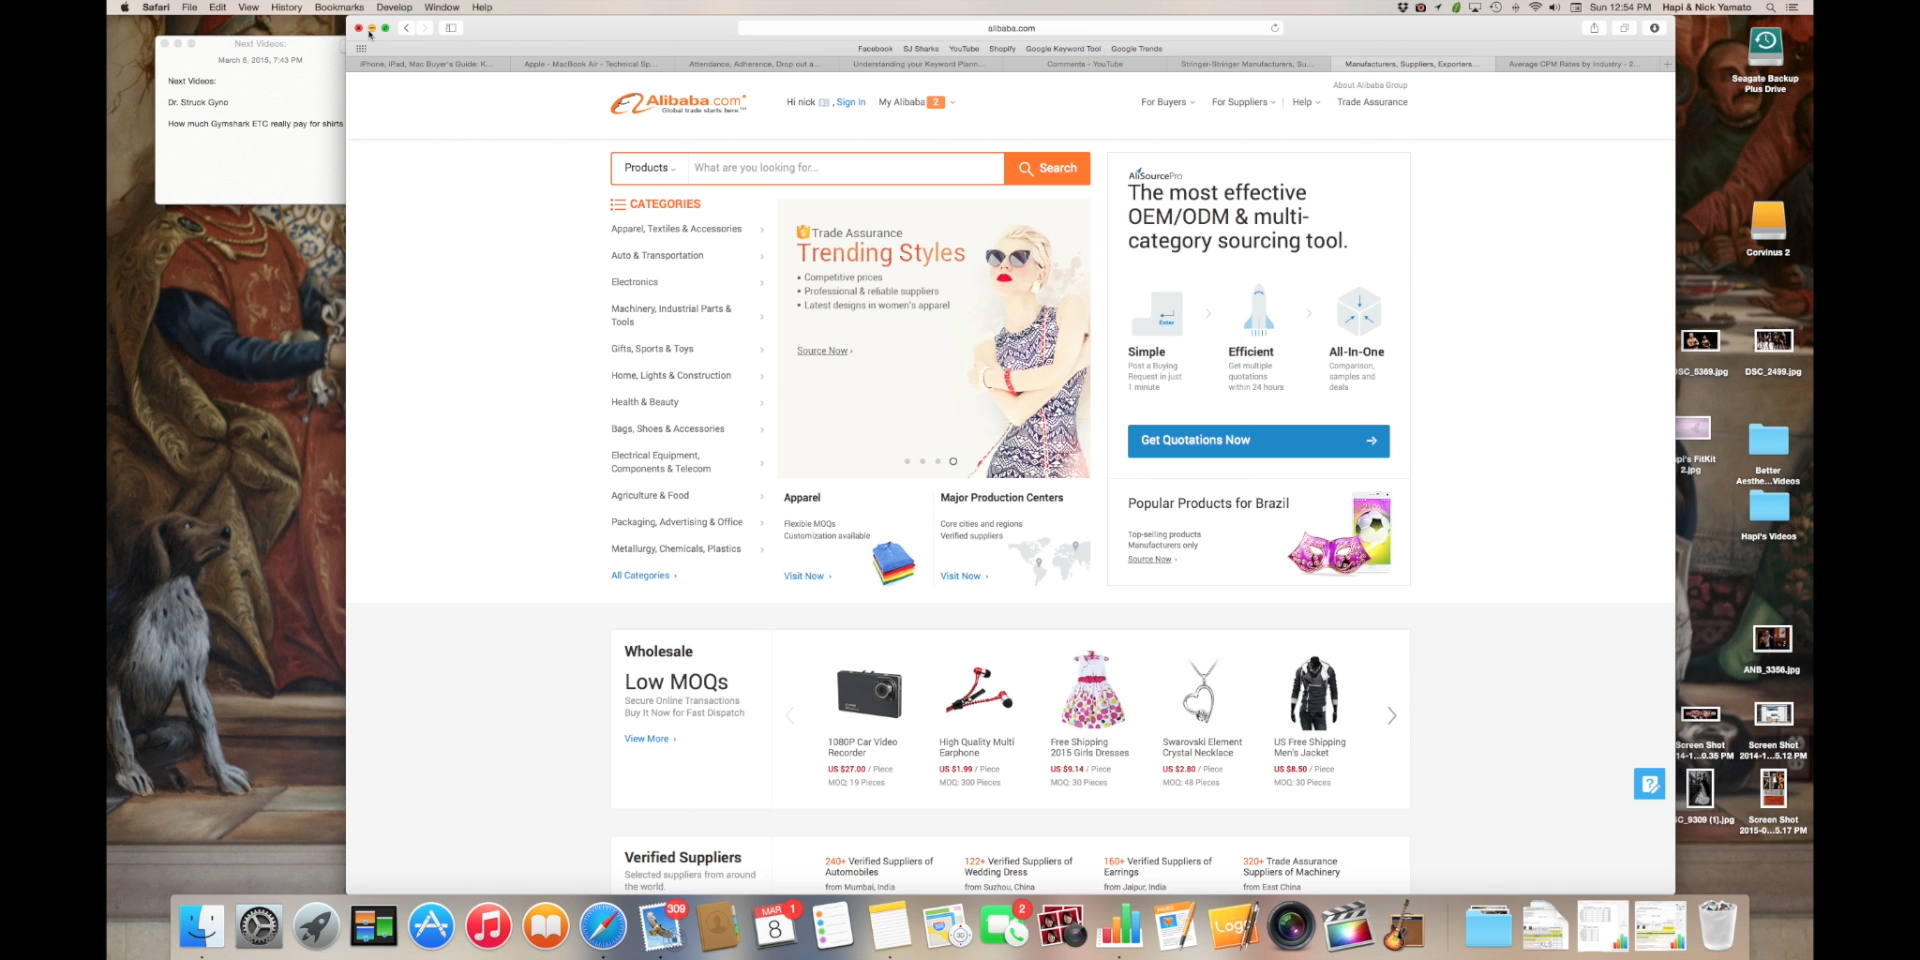 Safari File Edit View History Bookmarks Develop Window Help
Sun 12:54 PM Hapi & Nick Yamato
Next Videos:
March 6, 2015, 7:43 PM
Next Videos:
Dr. Struck Gyno
How much Gymshark ETC really pay for shirts
alibaba.com
Facebook SJ Sharks YouTube Shopify Google Keyword Tool Google Trends
iPhone, iPad, Mac Buyer's Guide: K...
Apple - MacBook Air - Technical Sp...
Attendance, Adherence, Drop out a...
Understanding your Keyword Plann...
Comments - YouTube
Stringer-Stringer Manufacturers, Su...
Manufacturers, Suppliers, Exporters...
Average CPM Rates by Industry - 2...
About Alibaba Group
Alibaba.com
Global trade starts here.™
Hi nick , Sign In My Alibaba 2
For Buyers For Suppliers Help Trade Assurance
Products What are you looking for... Search
CATEGORIES
Apparel, Textiles & Accessories
Auto & Transportation
Electronics
Machinery, Industrial Parts &
Tools
Gifts, Sports & Toys
Home, Lights & Construction
Health & Beauty
Bags, Shoes & Accessories
Electrical Equipment,
Components & Telecom
Agriculture & Food
Packaging, Advertising & Office
Metallurgy, Chemicals, Plastics
All Categories
Trade Assurance
Trending Styles
• Competitive prices
• Professional & reliable suppliers
• Latest designs in women's apparel
Source Now
Apparel
Flexible MOQs
Customization available
Visit Now
Major Production Centers
Core cities and regions
Verified suppliers
Visit Now
AliSourcePro
The most effective
OEM/ODM & multi-
category sourcing tool.
Enter
Simple
Post a Buying
Request in just
1 minute
Efficient
Get multiple
quotations
within 24 hours
All-In-One
Comparison,
samples and
deals
Get Quotations Now
Popular Products for Brazil
Top-selling products
Manufacturers only
Source Now
Wholesale
Low MOQs
Secure Online Transactions
Buy It Now for Fast Dispatch
View More
1080P Car Video
Recorder
US $27.00 / Piece
MOQ: 19 Pieces
High Quality Multi
Earphone
US $1.99 / Piece
MOQ: 300 Pieces
Free Shipping
2015 Girls Dresses
US $9.14 / Piece
MOQ: 30 Pieces
Swarovski Element
Crystal Necklace
US $2.80 / Piece
MOQ: 48 Pieces
US Free Shipping
Men's Jacket
US $8.50 / Piece
MOQ: 30 Pieces
Verified Suppliers
Selected suppliers from around
the world.
240+ Verified Suppliers of
Automobiles
from Mumbai, India
122+ Verified Suppliers of
Wedding Dress
from Suzhou, China
160+ Verified Suppliers of
Earrings
from Jaipur, India
320+ Trade Assurance
Suppliers of Machinery
from East China
Seagate Backup
Plus Drive
Corvinus 2
SC_5369.jpg
DSC_2499.jpg
pi's FitKit
2.jpg
Better
Aesthe...Videos
Hapi's Videos
ANB_3356.jpg
Screen Shot
14-1...0.35 PM
Screen Shot
2014-1...5.12 PM
C_9309 (1).jpg
Screen Shot
2015-0...5.17 PM
309
MAR
8
1
2